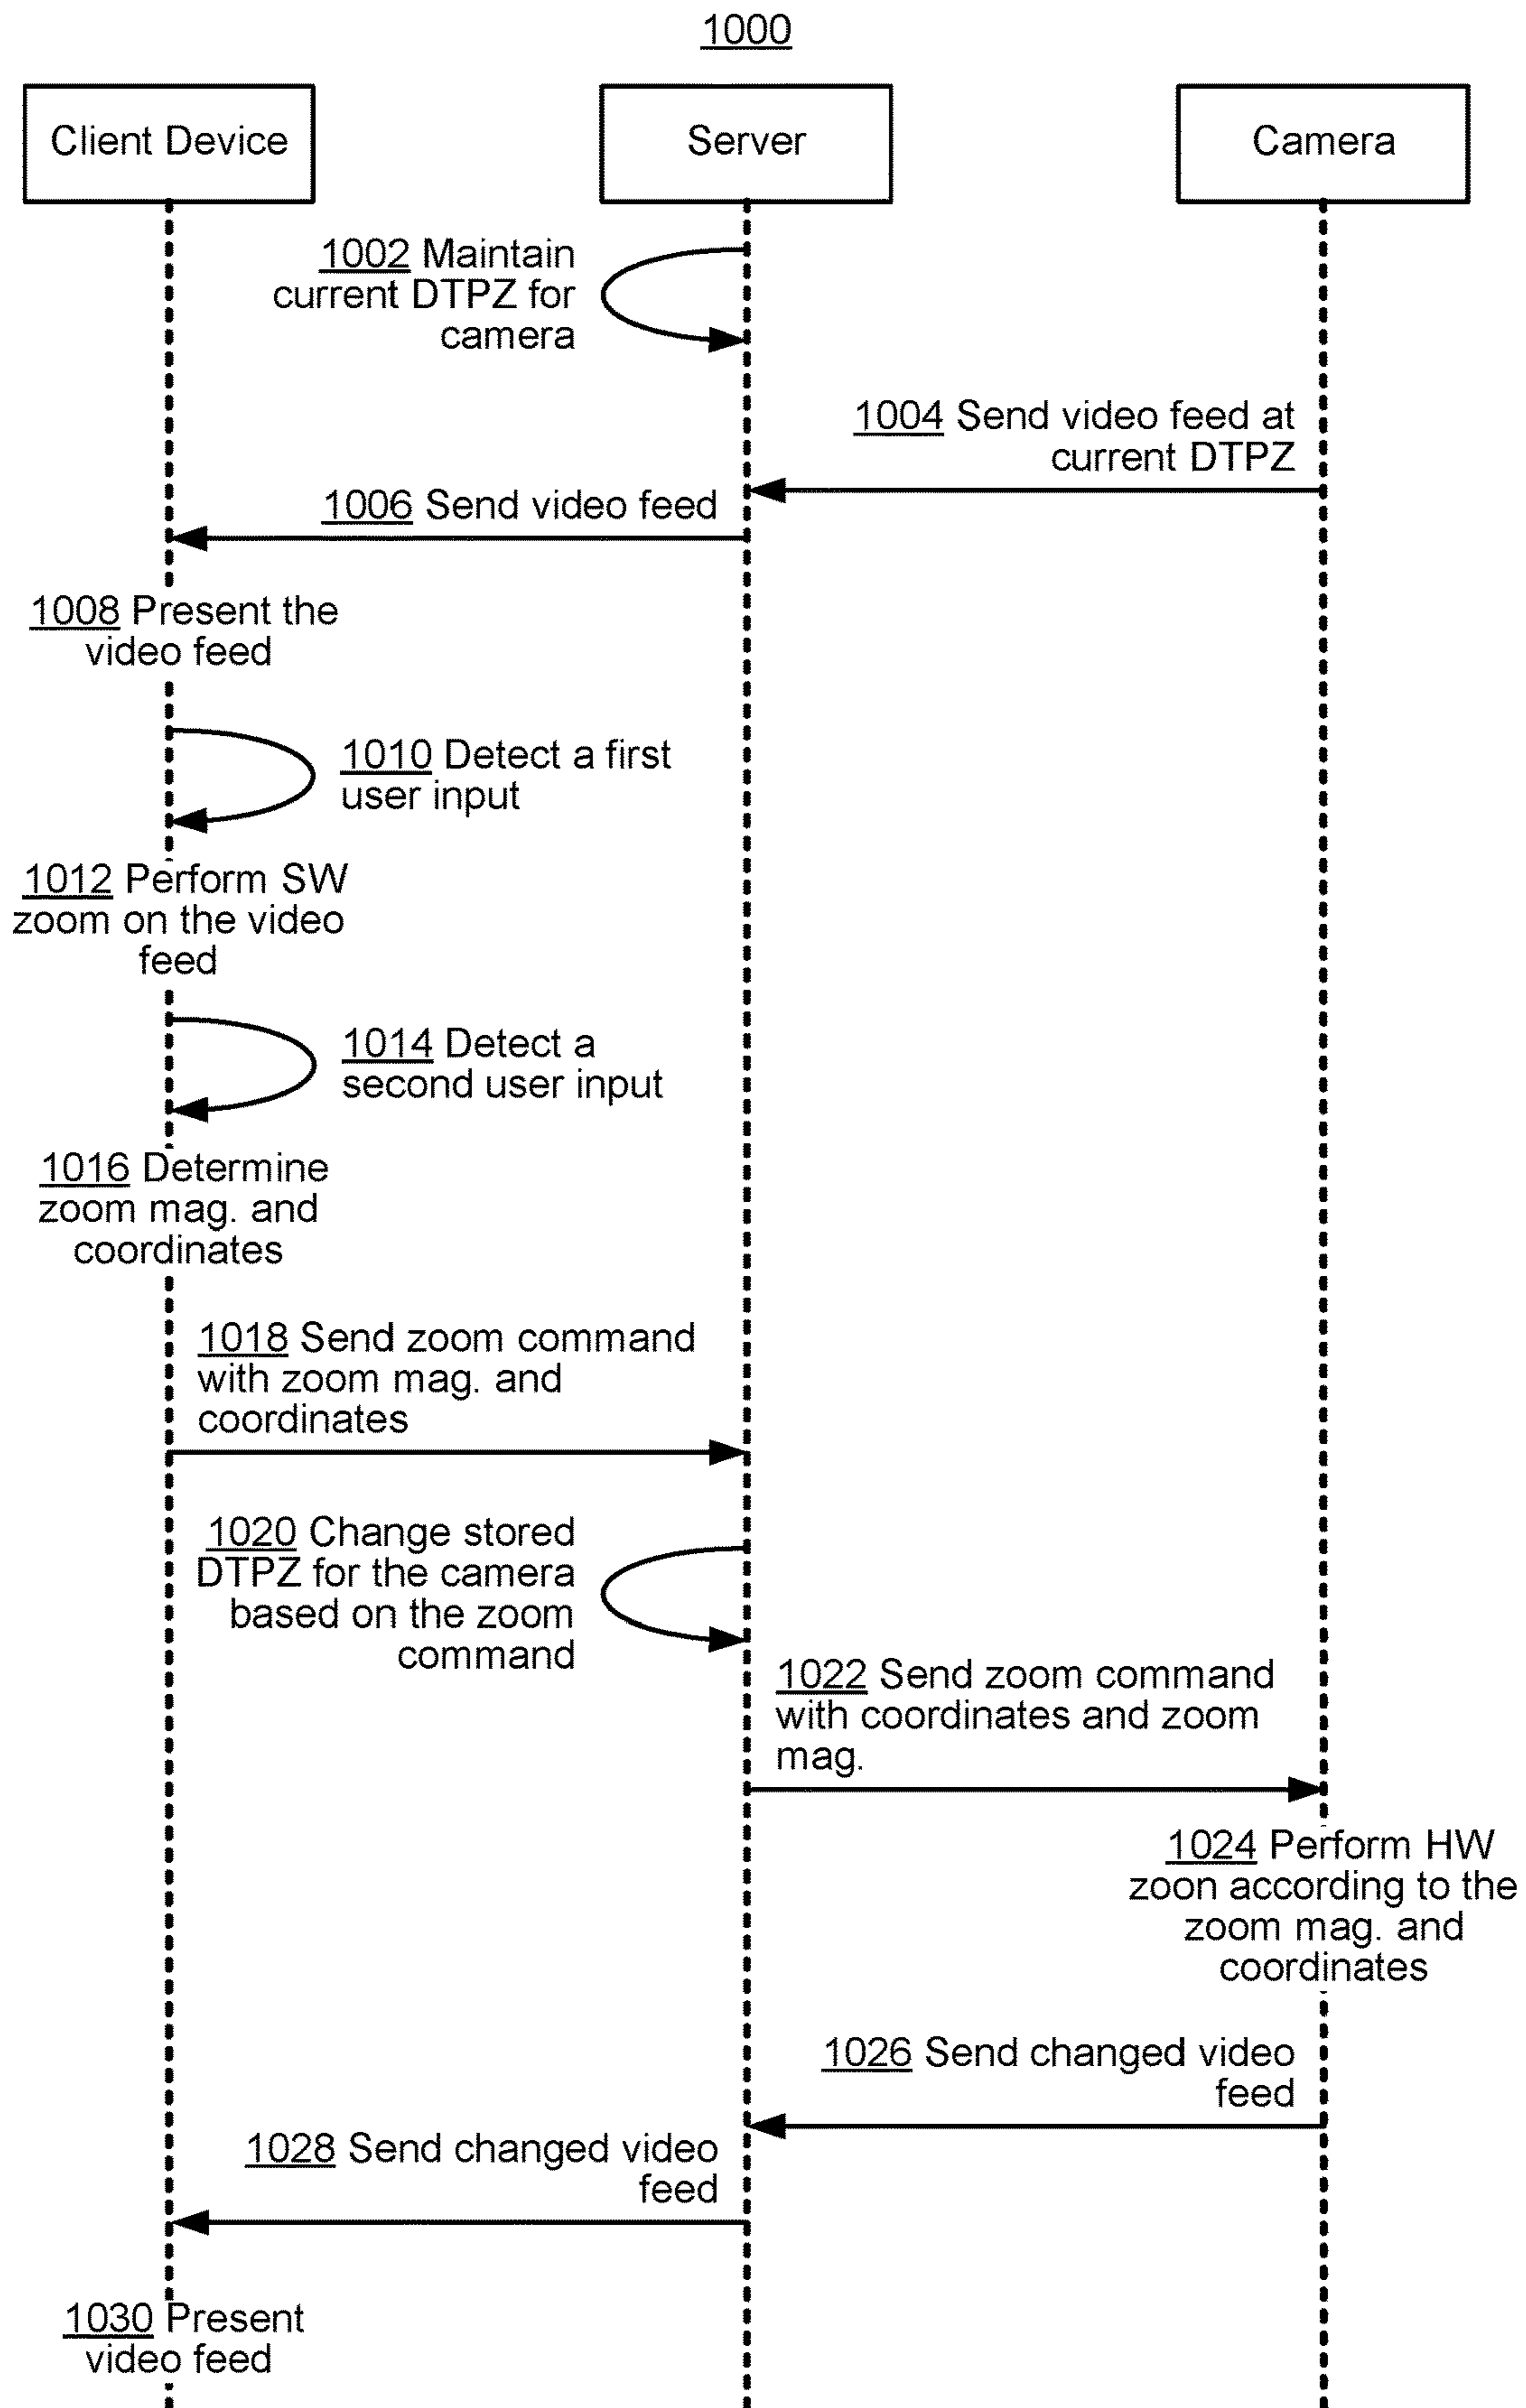 1000
Client Device
Server
Camera
1002 Maintain
current DTPZ for
camera
1004 Send video feed at
current DTPZ
1006 Send video feed
1008 Present the
video feed
1010 Detect a first
user input
1012 Perform SW
zoom on the video
feed
1014 Detect a
second user input
1016 Determine
zoom mag. and
coordinates
1018 Send zoom command
with zoom mag. and
coordinates
1020 Change stored
DTPZ for the camera
based on the zoom
command
1022 Send zoom command
with coordinates and zoom
mag.
1024 Perform HW
zoon according to the
zoom mag. and
coordinates
1026 Send changed video
feed
1028 Send changed video
feed
1030 Present
video feed